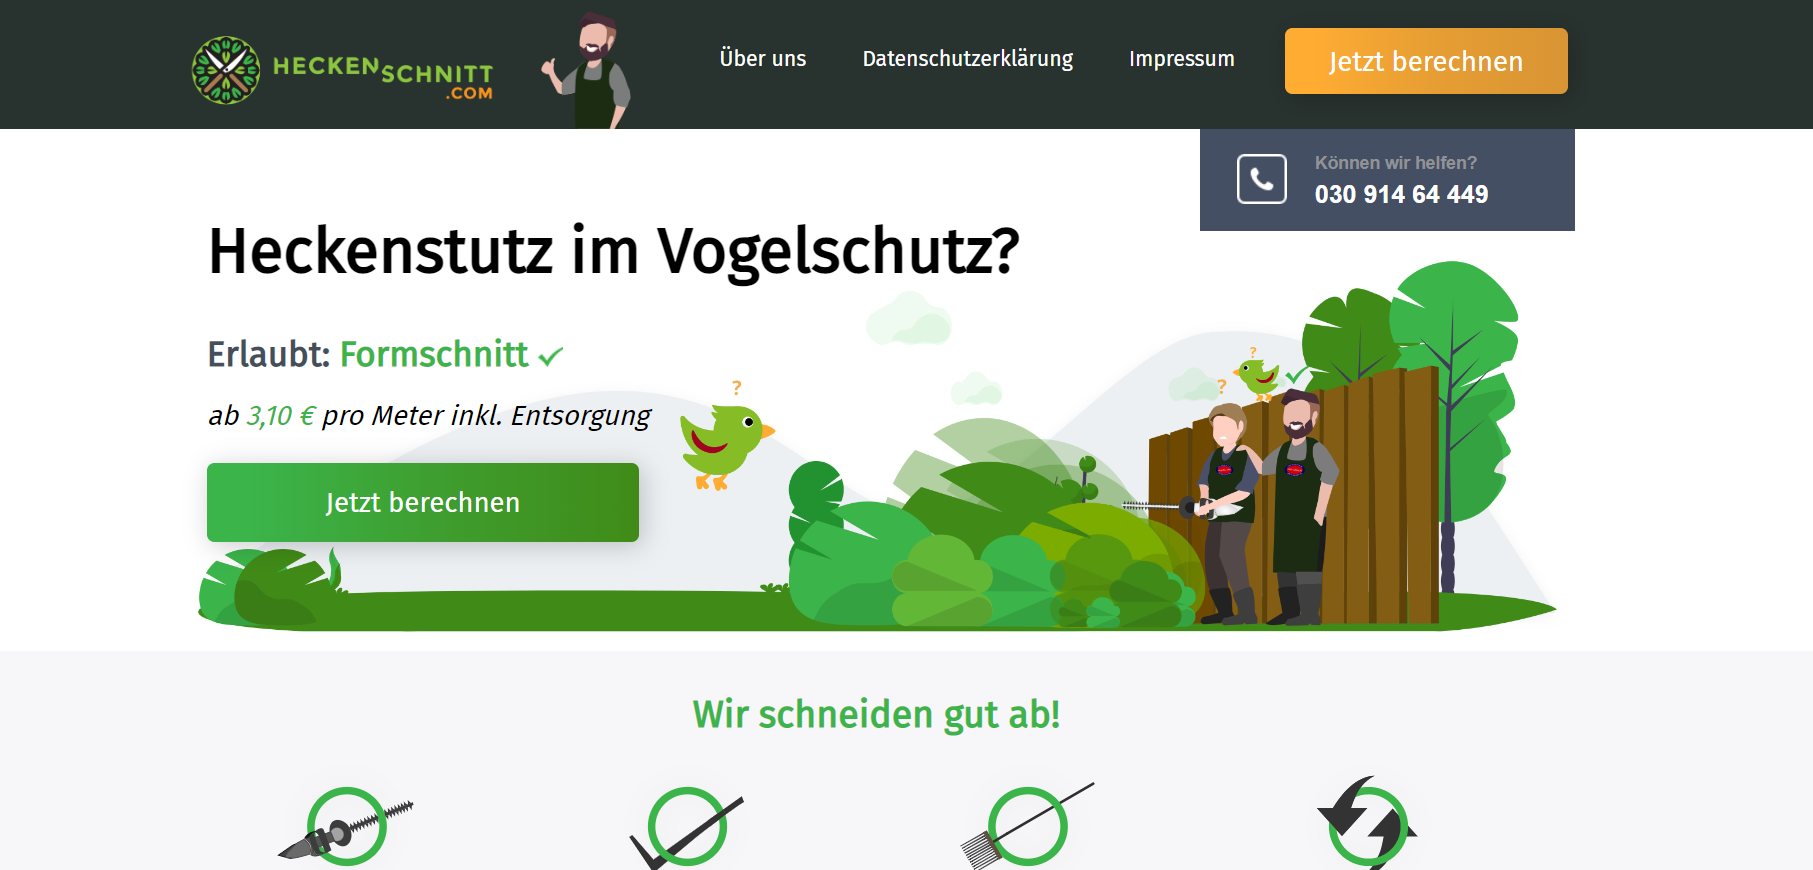 HECKENSCHNITT
.COM
Über uns
Datenschutzerklärung
Impressum
Jetzt berechnen
Können wir helfen?
030 914 64 449
Heckenstutz im Vogelschutz?
Erlaubt: Formschnitt
ab 3,10 € pro Meter inkl. Entsorgung
?
?
?
Jetzt berechnen
Wir schneiden gut ab!